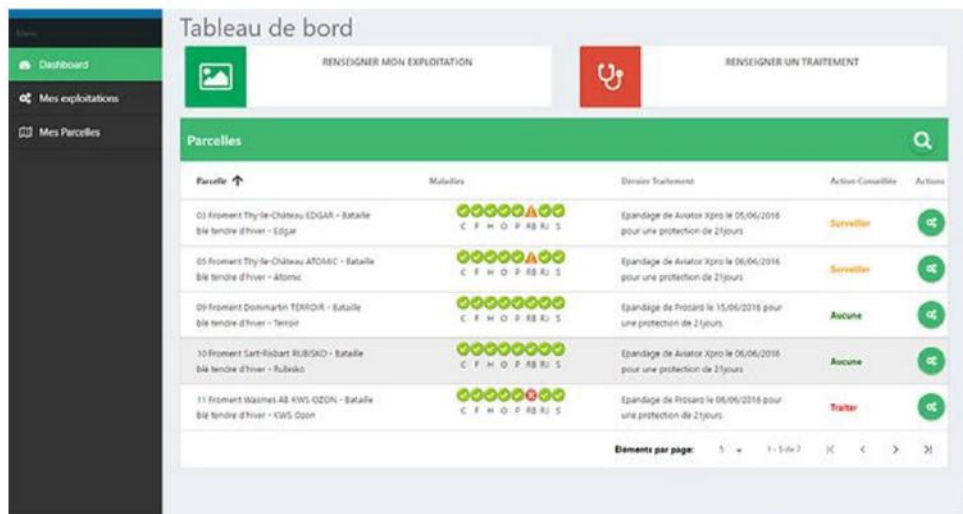 Menu
Tableau de bord
Dashboard
Mes exploitations
Mes Parcelles
RENSEIGNER MON EXPLOITATION
RENSEIGNER UN TRAITEMENT
Parcelles
Parcelle Maladies Dernier Traitement Action Conseillée Actions
03 Froment Thy-le-Château EDGAR - Bataille
blé tendre d'hiver - Edgar
C F H O P RB RJ S
Epandage de Aviator Xpro le 05/06/2016
pour une protection de 21jours
Surveiller
05 Froment Thy-le-Château ATOMIC - Bataille
blé tendre d'hiver - Atomic
C F H O P RB RJ S
Epandage de Aviator Xpro le 06/06/2016
pour une protection de 21jours
Surveiller
09 Froment Dommartin TERROIR - Bataille
blé tendre d'hiver - Terroir
C F H O P RB RJ S
Epandage de Prosaro le 15/06/2016 pour
une protection de 21jours
Aucune
10 Froment Sart-Risbart RUBISKO - Bataille
blé tendre d'hiver - Rubisko
C F H O P RB RJ S
Epandage de Aviator Xpro le 06/06/2016
pour une protection de 21jours
Aucune
11 Froment Wasmes AB KWS OZON - Bataille
blé tendre d'hiver - KWS Ozon
C F H O P RB RJ S
Epandage de Prosaro le 06/06/2016 pour
une protection de 21jours
Traiter
Éléments par page: 5 1 - 5 de 7